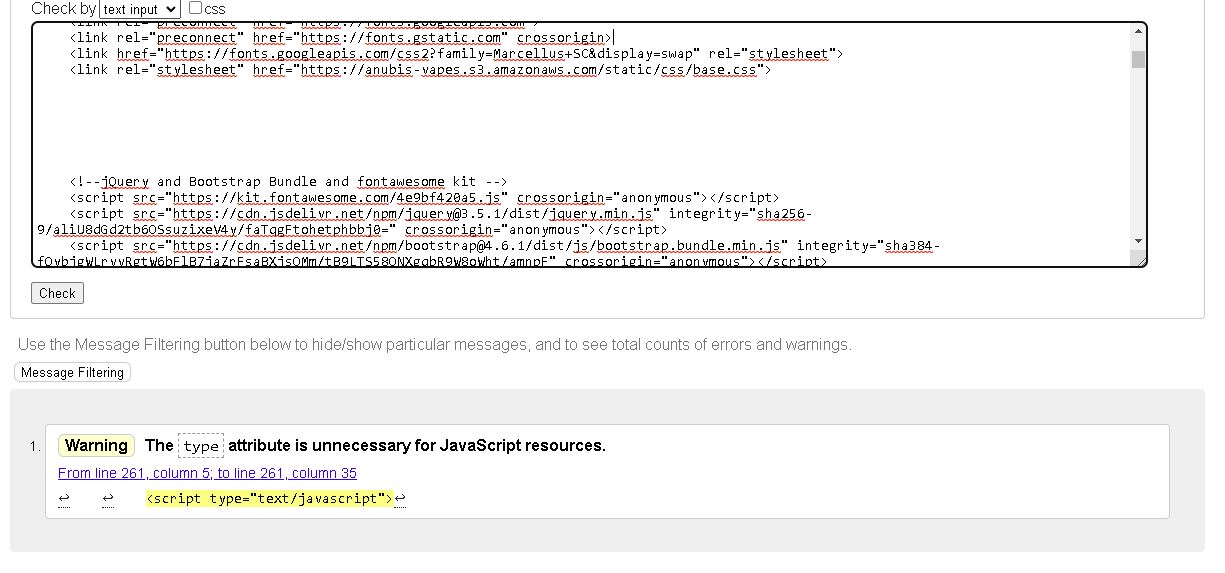 Check by text input css
<link rel="preconnect" href="https://fonts.googleapis.com">
<link rel="preconnect" href="https://fonts.gstatic.com" crossorigin>
<link href="https://fonts.googleapis.com/css2?family=Marcellus+SC&display=swap" rel="stylesheet">
<link rel="stylesheet" href="https://anubis-vapes.s3.amazonaws.com/static/css/base.css">
<!--jQuery and Bootstrap Bundle and fontawesome kit -->
<script src="https://kit.fontawesome.com/4e9bf420a5.js" crossorigin="anonymous"></script>
<script src="https://cdn.jsdelivr.net/npm/jquery@3.5.1/dist/jquery.min.js" integrity="sha256-
9/aliU8dGd2tb6OSsuzixeV4y/faTqgFtohetphbbj0=" crossorigin="anonymous"></script>
<script src="https://cdn.jsdelivr.net/npm/bootstrap@4.6.1/dist/js/bootstrap.bundle.min.js" integrity="sha384-
crossorigin="anonymous"></script>
Check
Use the Message Filtering button below to hide/show particular messages, and to see total counts of errors and warnings.
Message Filtering
1. Warning The type attribute is unnecessary for JavaScript resources.
From line 261, column 5; to line 261, column 35
↩ ↩ <script type="text/javascript">↩